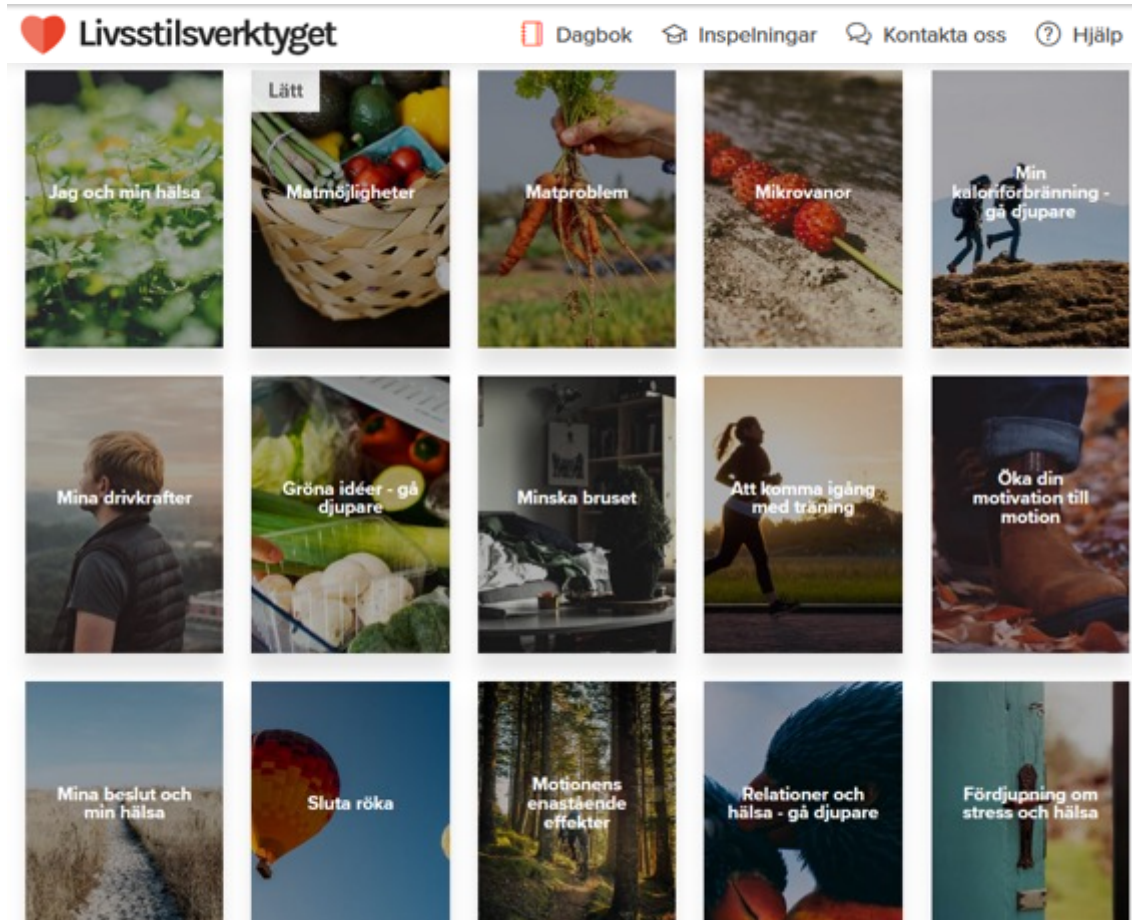 Livsstilsverktyget
Dagbok
Inspelningar
Kontakta oss
Hjälp
Jag och min hälsa
Lätt
Matmöjligheter
Matproblem
Mikrovanor
Min
kaloriförbränning -
gå djupare
Mina drivkrafter
Gröna idéer - gå
djupare
Minska bruset
Att komma igång
med träning
Öka din
motivation till
motion
Mina beslut och
min hälsa
Sluta röka
Motionens
enastående
effekter
Relationer och
hälsa - gå djupare
Fördjupning om
stress och hälsa